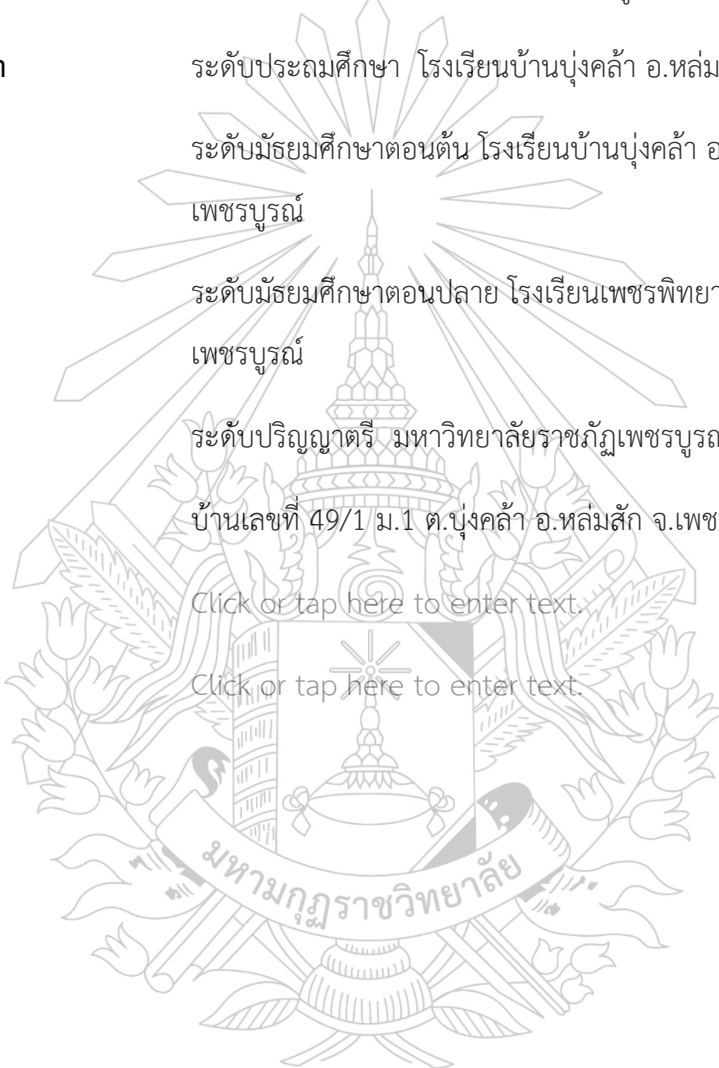 ระดับประถมศึกษา โรงเรียนบ้านบุ่งคล้า อ.หล่ม
ระดับมัธยมศึกษาตอนต้น โรงเรียนบ้านบุ่งคล้า อ
เพชรบูรณ์
ระดับมัธยมศึกษาตอนปลาย โรงเรียนเพชรพิทยา
เพชรบูรณ์
ระดับปริญญาตรี มหาวิทยาลัยราชภัฏเพชรบูรณ
บ้านเลขที่ 49/1 ม.1 ต.บุ่งคล้า อ.หล่มสัก จ.เพช
Click or tap here to enter text.
Click or tap here to enter text.
มหามกุฏราชวิทยาลัย